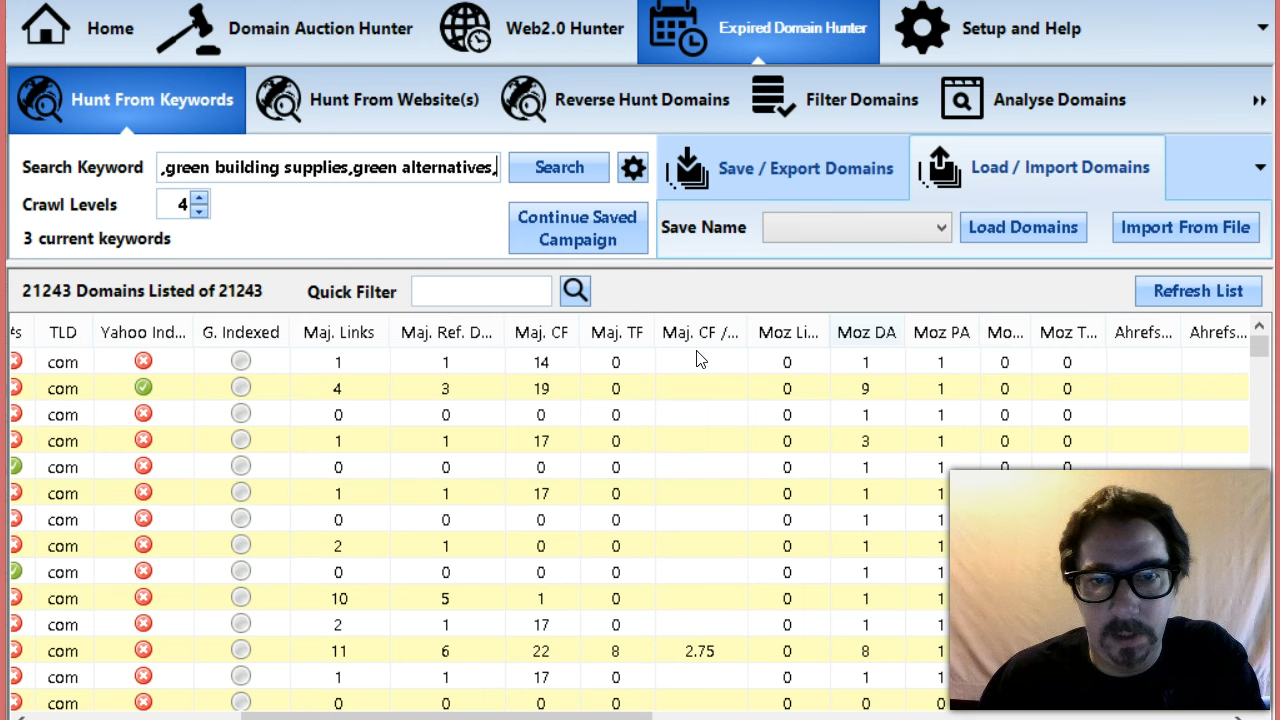 Home Domain Auction Hunter Web2.0 Hunter Expired Domain Hunter Setup and Help
Hunt From Keywords Hunt From Website(s) Reverse Hunt Domains Filter Domains Analyse Domains
Search Keyword ,green building supplies,green alternatives, Search Save / Export Domains Load / Import Domains
Crawl Levels 4
Continue Saved Campaign Save Name Load Domains Import From File
3 current keywords
21243 Domains Listed of 21243 Quick Filter Refresh List
TLD Yahoo Ind... G. Indexed Maj. Links Maj. Ref. D... Maj. CF Maj. TF Maj. CF /... Moz Li... Moz DA Moz PA Mo... Moz T... Ahrefs... Ahrefs...
com 1 1 14 0 0 1 1 0 0
com 4 3 19 0 0 9 1 0 0
com 0 0 0 0 0 1 1 0 0
com 1 1 17 0 0 3 1 0 0
com 0 0 0 0 0 1 1 0 0
com 1 1 17 0 0 1 1
com 0 0 0 0 0 1 1
com 2 1 0 0 0 1 1
com 0 0 0 0 0 1 1
com 10 5 1 0 0 1 1
com 2 1 17 0 0 1 1
com 11 6 22 8 2.75 0 8 1
com 1 1 17 0 0 1 1
com 0 0 0 0 0 0 0